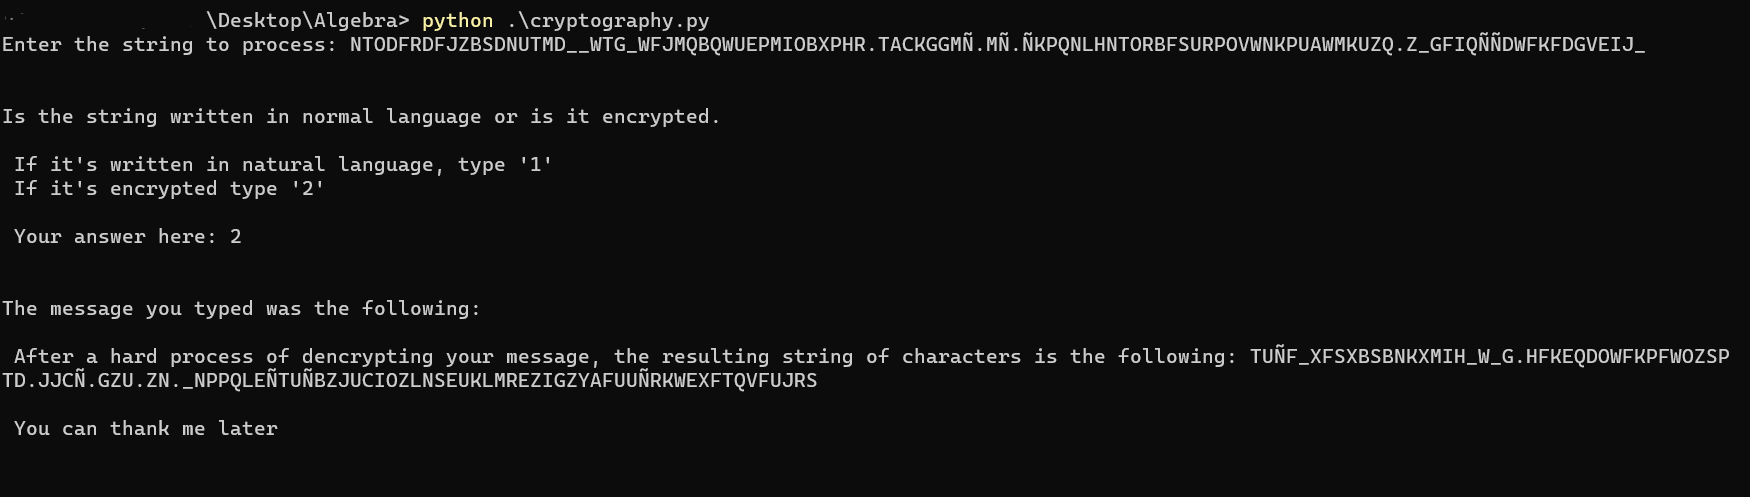 \Desktop\Algebra> python .\cryptography.py
Enter the string to process: NTODFRDFJZBSDNUTMD__WTG_WFJMQBQWUEPMIOBXPHR.TACKGGMÑ.MÑ.ÑKPQNLHNTORBFSURPOVWNKPUAWMKUZQ.Z_GFIQÑÑDWFKFDGVEIJ_
Is the string written in normal language or is it encrypted.
If it's written in natural language, type '1'
If it's encrypted type '2'
Your answer here: 2
The message you typed was the following:
After a hard process of dencrypting your message, the resulting string of characters is the following: TUÑF_XFSXBSBNKXMIH_W_G.HFKEQDOWFKPFWOZSP
TD.JJCÑ.GZU.ZN._NPPQLEÑTUÑBZJUCIOZLNSEUKLMREZIGZYAFUUÑRKWEXFTQVFUJRS
You can thank me later